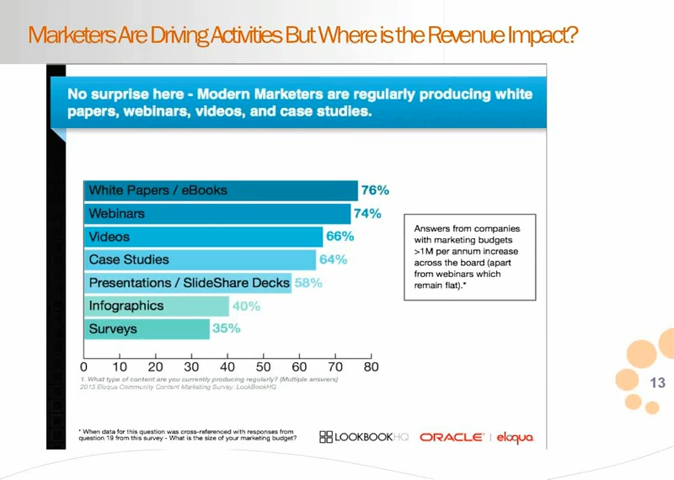 Marketers Are Driving Activities But Where is the Revenue Impact?
No surprise here - Modern Marketers are regularly producing white
papers, webinars, videos, and case studies.
White Papers / eBooks 76%
Webinars 74%
Videos 66%
Case Studies 64%
Presentations / SlideShare Decks 58%
Infographics 40%
Surveys 35%
0 10 20 30 40 50 60 70 80
Answers from companies
with marketing budgets
>1M per annum increase
across the board (apart
from webinars which
remain flat).*
1. What type of content are you currently producing regularly? (Multiple answers)
2013 Eloqua Community Content Marketing Survey. LookBookHQ
* When data for this question was cross-referenced with responses from
question 19 from this survey - What is the size of your marketing budget?
LOOKBOOKHQ ORACLE | eloqua
13